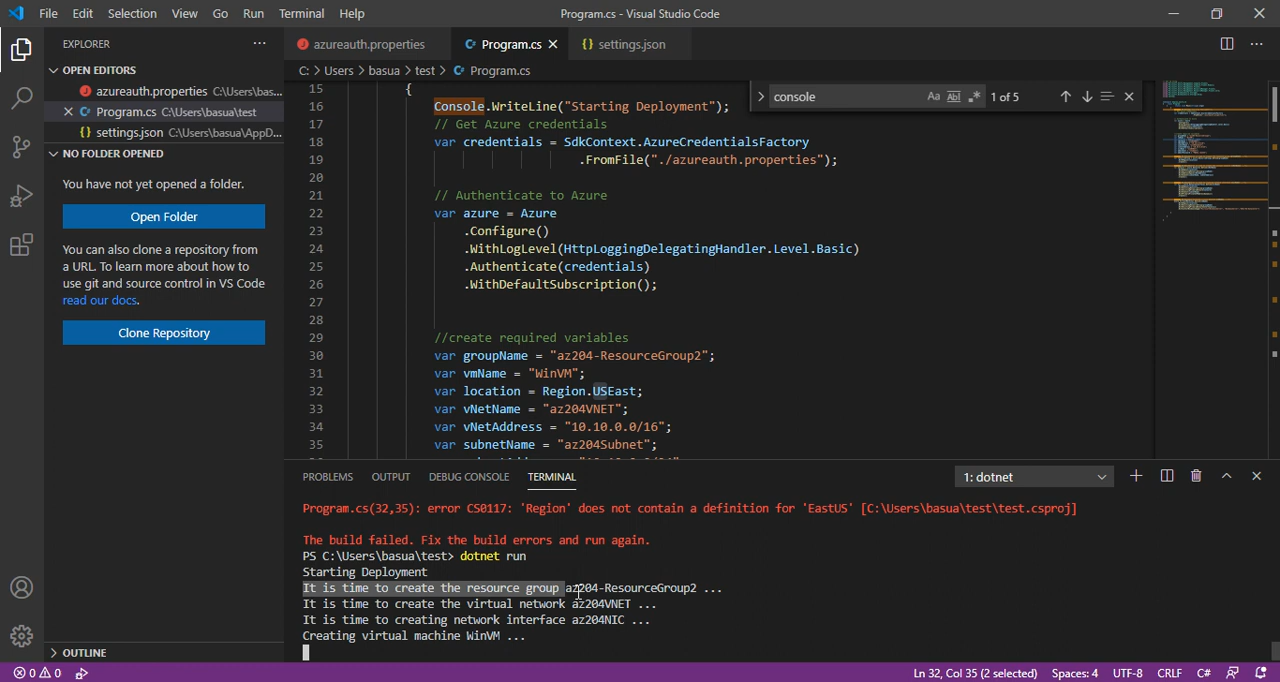 File Edit Selection View Go Run Terminal Help
Program.cs - Visual Studio Code
EXPLORER
OPEN EDITORS
azureauth.properties C:\Users\bas...
Program.cs C:\Users\basua\test
settings.json C:\Users\basua\AppD...
NO FOLDER OPENED
You have not yet opened a folder.
Open Folder
You can also clone a repository from
a URL. To learn more about how to
use git and source control in VS Code
read our docs.
Clone Repository
OUTLINE
azureauth.properties Program.cs settings.json
C: > Users > basua > test > Program.cs
console Aa Abl .* 1 of 5
15 {
16 Console.WriteLine("Starting Deployment");
17 // Get Azure credentials
18 var credentials = SdkContext.AzureCredentialsFactory
19 .FromFile("./azureauth.properties");
20
21 // Authenticate to Azure
22 var azure = Azure
23 .Configure()
24 .WithLogLevel(HttpLoggingDelegatingHandler.Level.Basic)
25 .Authenticate(credentials)
26 .WithDefaultSubscription();
27
28
29 //create required variables
30 var groupName = "az204-ResourceGroup2";
31 var vmName = "WinVM";
32 var location = Region.USEast;
33 var vNetName = "az204VNET";
34 var vNetAddress = "10.10.0.0/16";
35 var subnetName = "az204Subnet";
PROBLEMS OUTPUT DEBUG CONSOLE TERMINAL
1: dotnet
Program.cs(32,35): error CS0117: 'Region' does not contain a definition for 'EastUS' [C:\Users\basua\test\test.csproj]
The build failed. Fix the build errors and run again.
PS C:\Users\basua\test> dotnet run
Starting Deployment
It is time to create the resource group az204-ResourceGroup2 ...
It is time to create the virtual network az204VNET ...
It is time to creating network interface az204NIC ...
Creating virtual machine WinVM ...
0 0
Ln 32, Col 35 (2 selected) Spaces: 4 UTF-8 CRLF C#